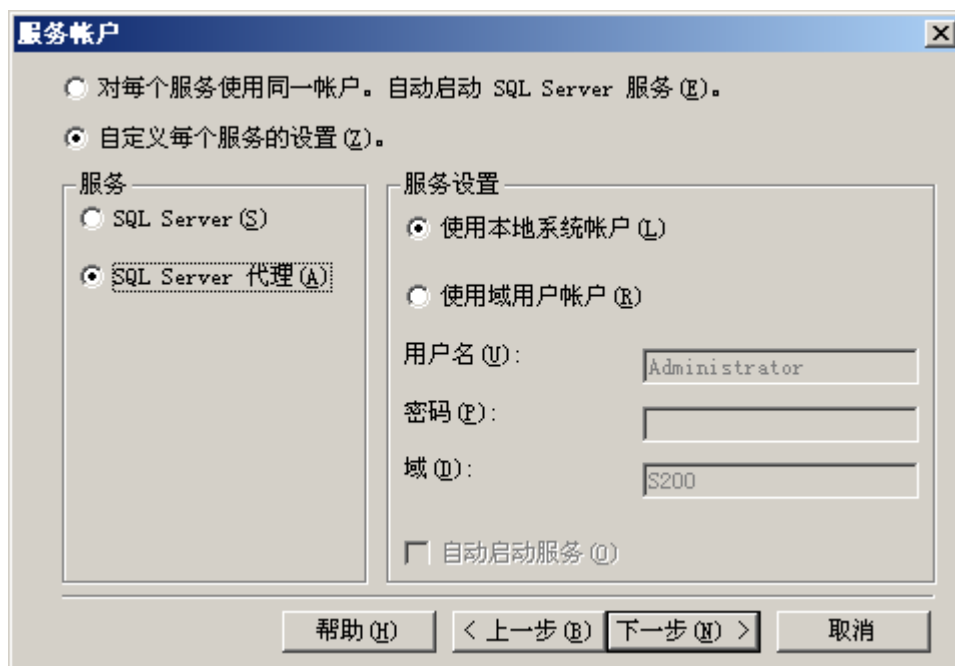 服务帐户
对每个服务使用同一帐户。自动启动 SQL Server 服务(E)。
自定义每个服务的设置(Z)。
服务
SQL Server(S)
SQL Server 代理(A)
服务设置
使用本地系统帐户(L)
使用域用户帐户(R)
用户名(U):
Administrator
密码(P):
域(D):
S200
自动启动服务(O)
帮助(H)
< 上一步(B)
下一步(N) >
取消